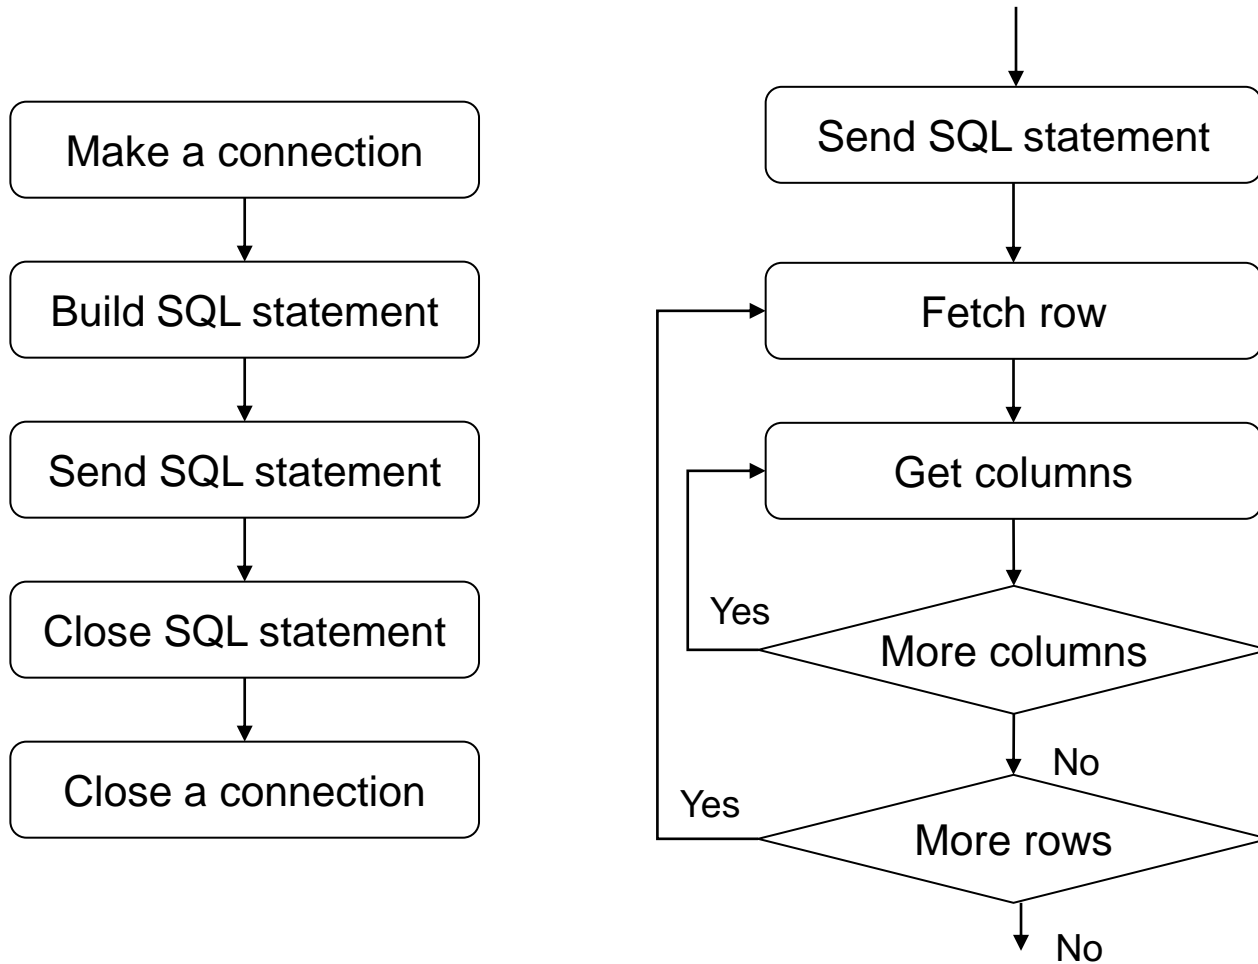 Make a connection
Build SQL statement
Send SQL statement
Close SQL statement
Close a connection
Send SQL statement
Fetch row
Get columns
Yes
More columns
No
Yes
More rows
No